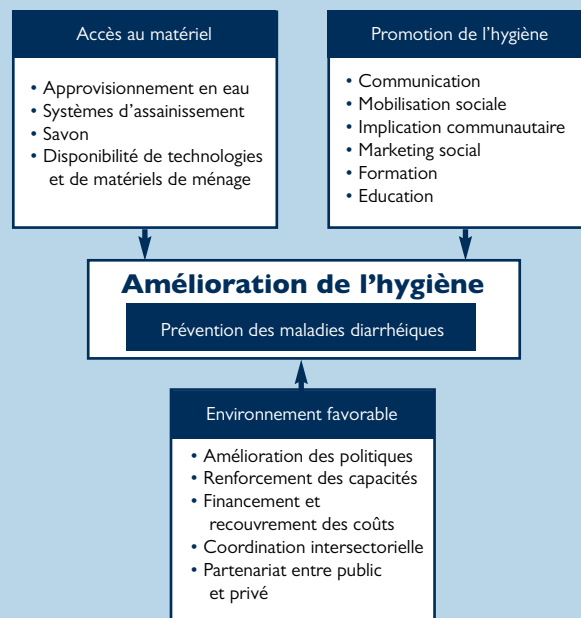 Accès au matériel
• Approvisionnement en eau
• Systèmes d’assainissement
• Savon
• Disponibilité de technologies
et de matériels de ménage
Promotion de l’hygiène
• Communication
• Mobilisation sociale
• Implication communautaire
• Marketing social
• Formation
• Education
Amélioration de l’hygiène
Prévention des maladies diarrhéiques
Environnement favorable
• Amélioration des politiques
• Renforcement des capacités
• Financement et
recouvrement des coûts
• Coordination intersectorielle
• Partenariat entre public
et privé